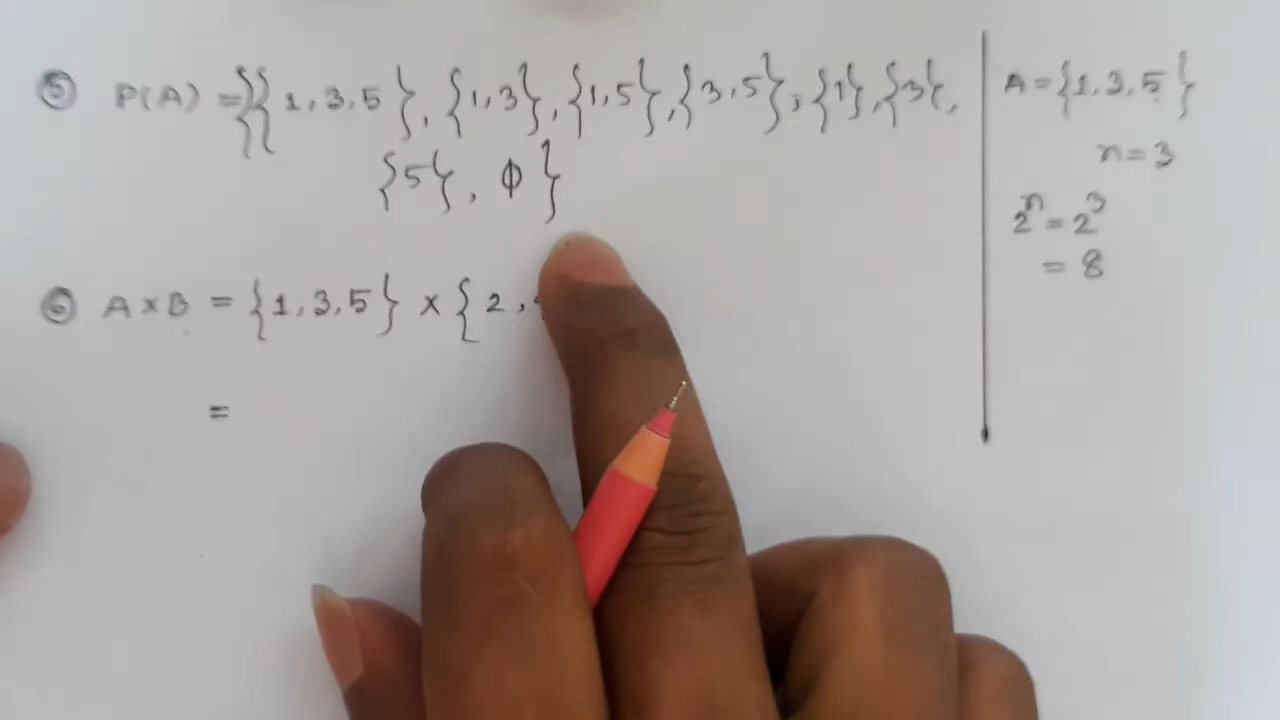 ⑤ P(A) = {{1,3,5}, {1,3}, {1,5}, {3,5}, {1}, {3},
{5}, Φ}
⑥ A×B = {1,3,5} × {2,
=
A = {1,3,5}
n = 3
2ⁿ = 2³
= 8